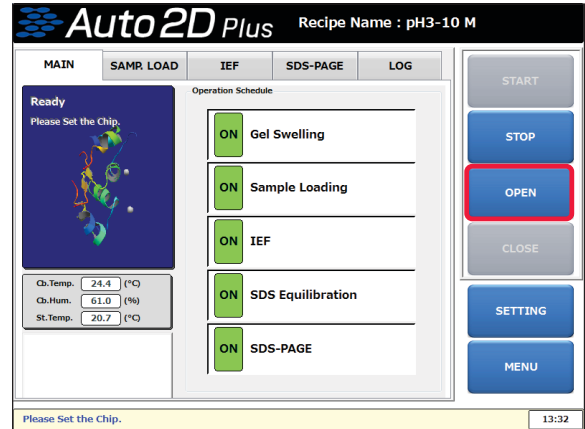 Auto2D Plus Recipe Name : pH3-10 M
MAIN SAMP. LOAD IEF SDS-PAGE LOG
Ready
Please Set the Chip.
Operation Schedule
ON Gel Swelling
ON Sample Loading
ON IEF
ON SDS Equilibration
ON SDS-PAGE
Cb.Temp. 24.4 (°C)
Cb.Hum. 61.0 (%)
St.Temp. 20.7 (°C)
START
STOP
OPEN
CLOSE
SETTING
MENU
Please Set the Chip. 13:32